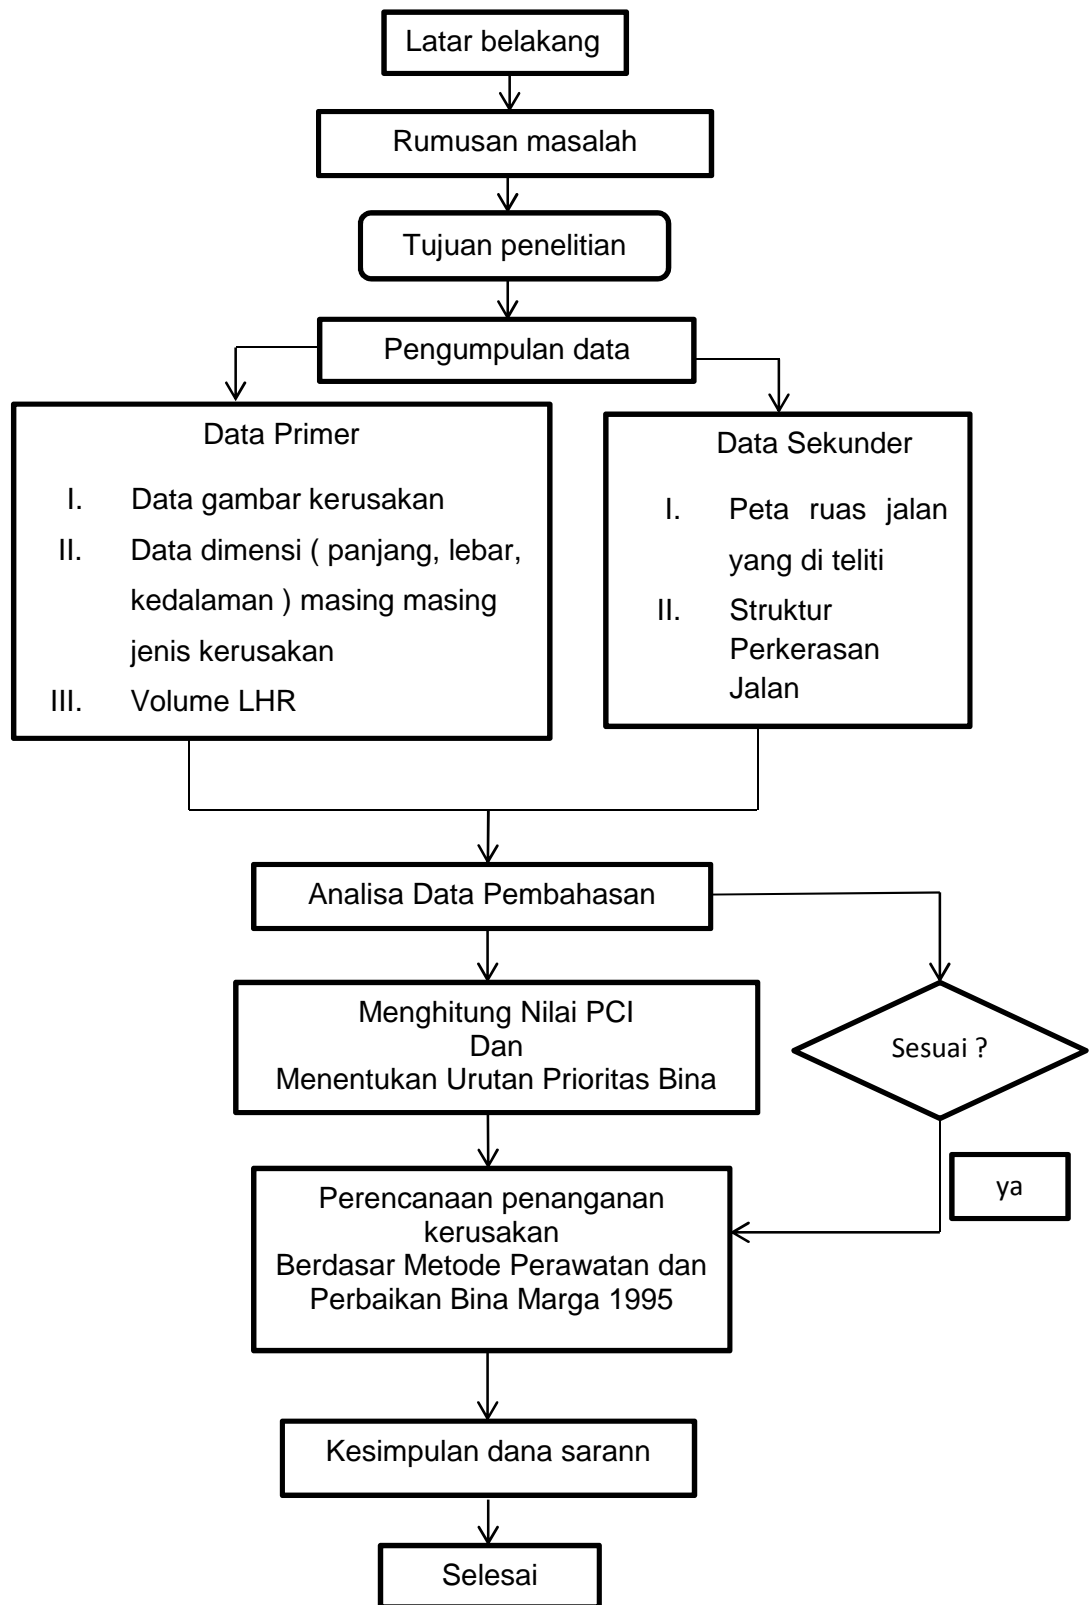 Latar belakang
Rumusan masalah
Tujuan penelitian
Pengumpulan data
Data Primer
I. Data gambar kerusakan
II. Data dimensi ( panjang, lebar,
kedalaman ) masing masing
jenis kerusakan
III. Volume LHR
Data Sekunder
I. Peta ruas jalan
yang di teliti
II. Struktur
Perkerasan
Jalan
Analisa Data Pembahasan
Menghitung Nilai PCI
Dan
Menentukan Urutan Prioritas Bina
Sesuai ?
ya
Perencanaan penanganan
kerusakan
Berdasar Metode Perawatan dan
Perbaikan Bina Marga 1995
Kesimpulan dana sarann
Selesai